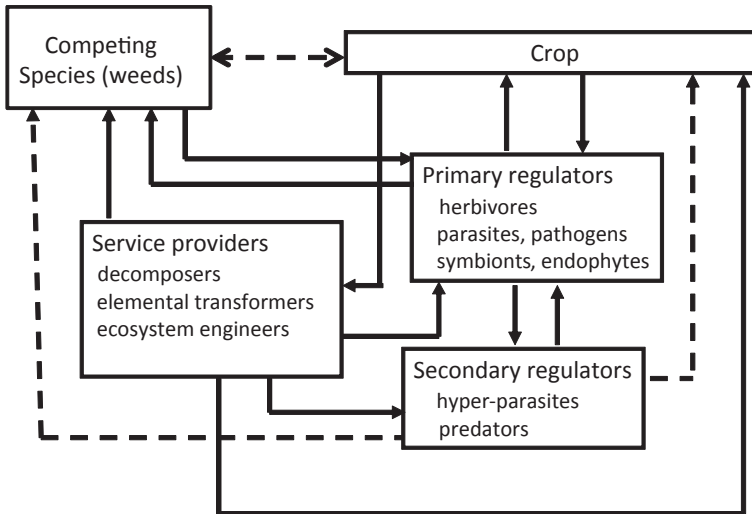 Competing
Species (weeds)
Crop
Primary regulators
herbivores
parasites, pathogens
symbionts, endophytes
Service providers
decomposers
elemental transformers
ecosystem engineers
Secondary regulators
hyper-parasites
predators